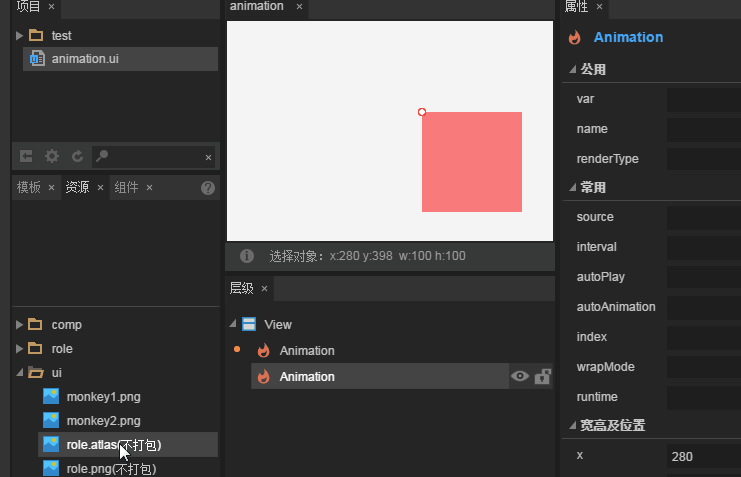 项目
test
animation.ui
模板
资源
组件
comp
role
ui
monkey1.png
monkey2.png
role.atlas(不打包)
role.png(不打包)
animation
选择对象: x:280 y:398 w:100 h:100
层级
View
Animation
Animation
属性
Animation
公用
var
name
renderType
常用
source
interval
autoPlay
autoAnimation
index
wrapMode
runtime
宽高及位置
x 280